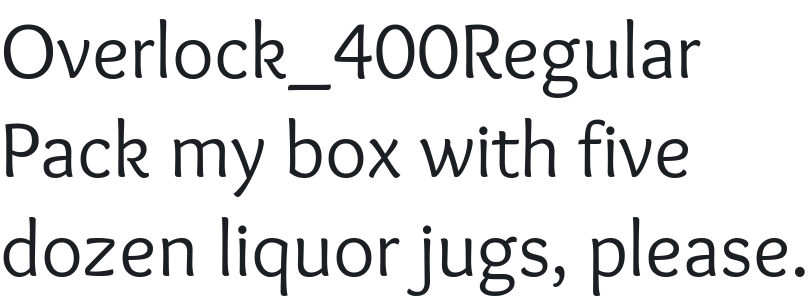 Overlock_400Regular
Pack my box with five
dozen liquor jugs, please.